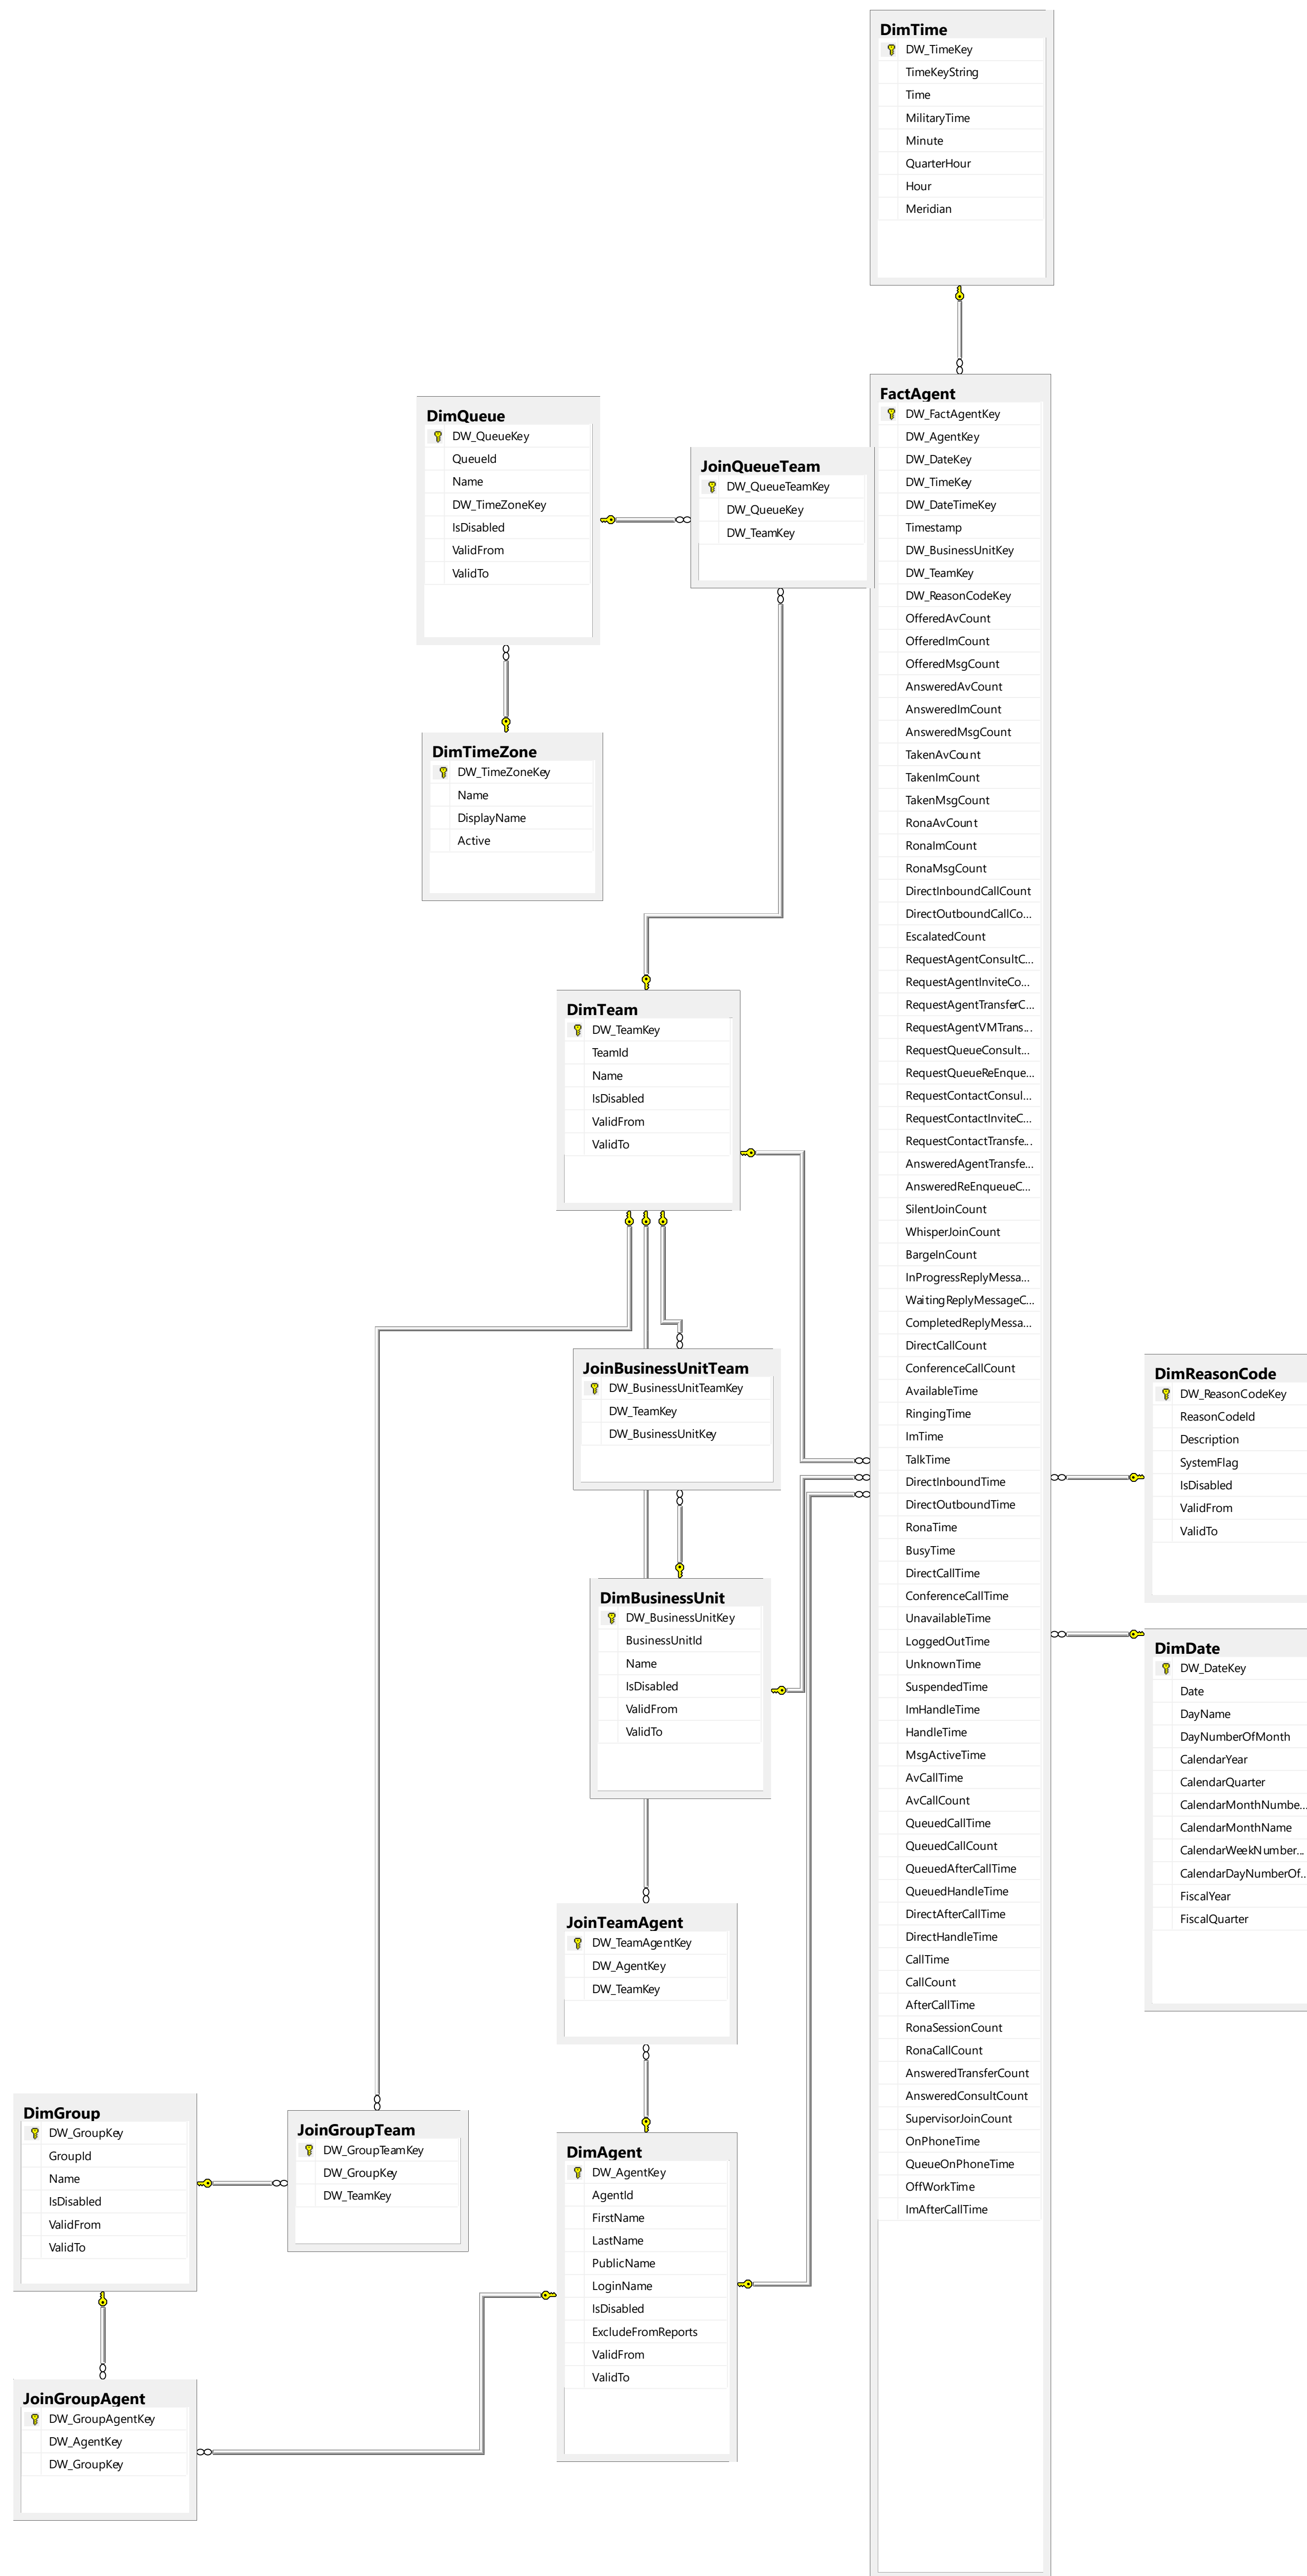 DimTime
DW_TimeKey
TimeKeyString
Time
MilitaryTime
Minute
QuarterHour
Hour
Meridian
DimQueue
DW_QueueKey
QueueId
Name
DW_TimeZoneKey
IsDisabled
ValidFrom
ValidTo
JoinQueueTeam
DW_QueueTeamKey
DW_QueueKey
DW_TeamKey
FactAgent
DW_FactAgentKey
DW_AgentKey
DW_DateKey
DW_TimeKey
DW_DateTimeKey
Timestamp
DW_BusinessUnitKey
DW_TeamKey
DW_ReasonCodeKey
OfferedAvCount
OfferedImCount
OfferedMsgCount
AnsweredAvCount
AnsweredImCount
AnsweredMsgCount
TakenAvCount
TakenImCount
TakenMsgCount
RonaAvCount
RonaImCount
RonaMsgCount
DirectInboundCallCount
DirectOutboundCallCo...
EscalatedCount
RequestAgentConsultC...
RequestAgentInviteCo...
RequestAgentTransferC...
RequestAgentVMTrans...
RequestQueueConsult...
RequestQueueReEnque...
RequestContactConsul...
RequestContactInviteC...
RequestContactTransfe...
AnsweredAgentTransfe...
AnsweredReEnqueueC...
SilentJoinCount
WhisperJoinCount
BargeInCount
InProgressReplyMessa...
WaitingReplyMessageC...
CompletedReplyMessa...
DirectCallCount
ConferenceCallCount
AvailableTime
RingingTime
ImTime
TalkTime
DirectInboundTime
DirectOutboundTime
RonaTime
BusyTime
DirectCallTime
ConferenceCallTime
UnavailableTime
LoggedOutTime
UnknownTime
SuspendedTime
ImHandleTime
HandleTime
MsgActiveTime
AvCallTime
AvCallCount
QueuedCallTime
QueuedCallCount
QueuedAfterCallTime
QueuedHandleTime
DirectAfterCallTime
DirectHandleTime
CallTime
CallCount
AfterCallTime
RonaSessionCount
RonaCallCount
AnsweredTransferCount
AnsweredConsultCount
SupervisorJoinCount
OnPhoneTime
QueueOnPhoneTime
OffWorkTime
ImAfterCallTime
DimTimeZone
DW_TimeZoneKey
Name
DisplayName
Active
DimTeam
DW_TeamKey
TeamId
Name
IsDisabled
ValidFrom
ValidTo
JoinBusinessUnitTeam
DW_BusinessUnitTeamKey
DW_TeamKey
DW_BusinessUnitKey
DimReasonCode
DW_ReasonCodeKey
ReasonCodeId
Description
SystemFlag
IsDisabled
ValidFrom
ValidTo
DimBusinessUnit
DW_BusinessUnitKey
BusinessUnitId
Name
IsDisabled
ValidFrom
ValidTo
DimDate
DW_DateKey
Date
DayName
DayNumberOfMonth
CalendarYear
CalendarQuarter
CalendarMonthNumbe...
CalendarMonthName
CalendarWeekNumber...
CalendarDayNumberOf...
FiscalYear
FiscalQuarter
JoinTeamAgent
DW_TeamAgentKey
DW_AgentKey
DW_TeamKey
DimGroup
DW_GroupKey
GroupId
Name
IsDisabled
ValidFrom
ValidTo
JoinGroupTeam
DW_GroupTeamKey
DW_GroupKey
DW_TeamKey
DimAgent
DW_AgentKey
AgentId
FirstName
LastName
PublicName
LoginName
IsDisabled
ExcludeFromReports
ValidFrom
ValidTo
JoinGroupAgent
DW_GroupAgentKey
DW_AgentKey
DW_GroupKey